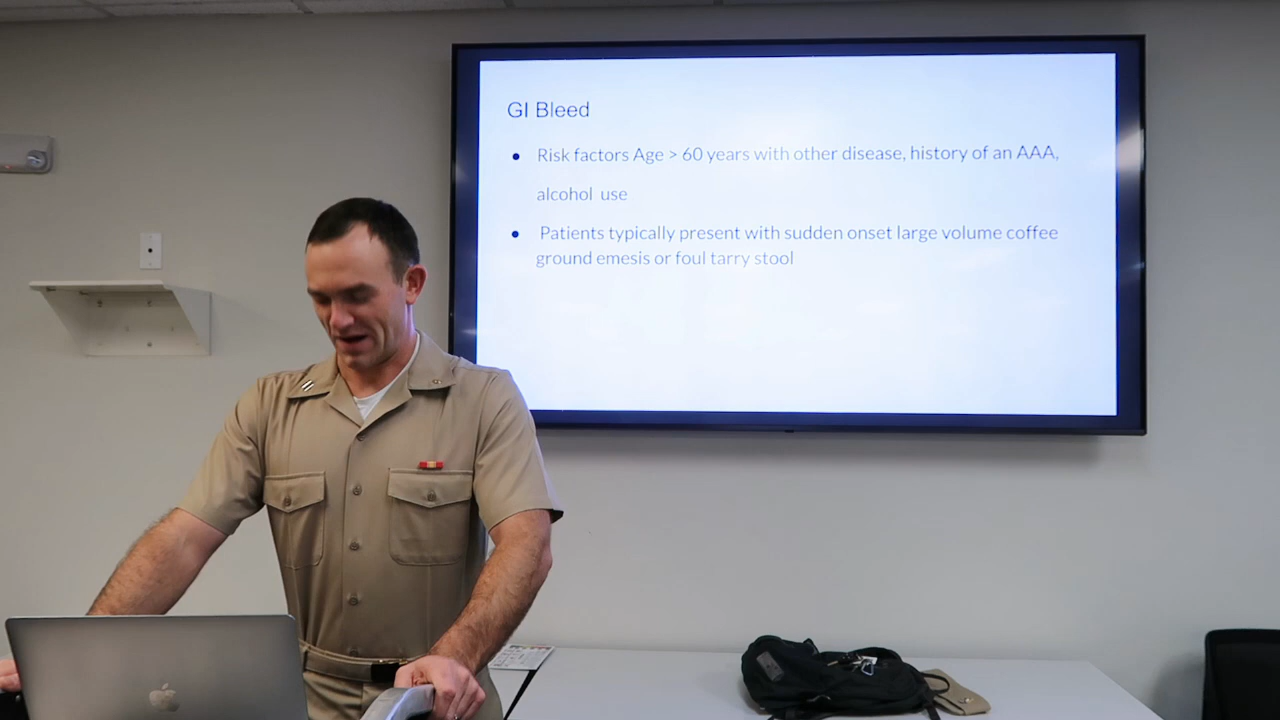 GI Bleed
● Risk factors Age > 60 years with other disease, history of an AAA,
alcohol use
● Patients typically present with sudden onset large volume coffee
ground emesis or foul tarry stool